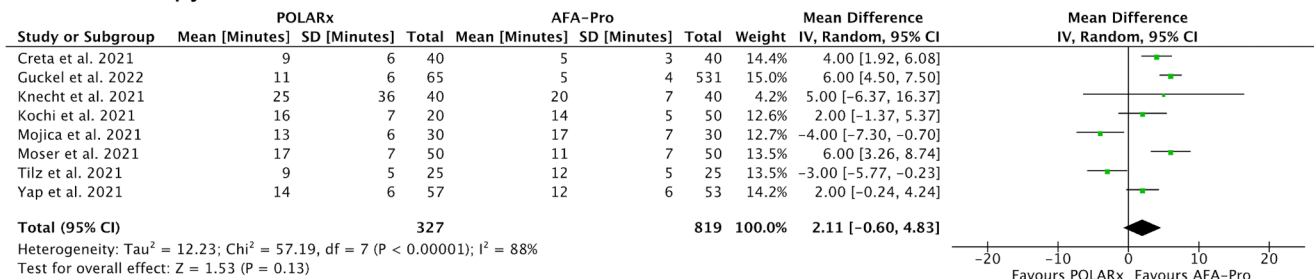 POLARx AFA-Pro Mean Difference Mean Difference
Study or Subgroup Mean [Minutes] SD [Minutes] Total Mean [Minutes] SD [Minutes] Total Weight IV, Random, 95% CI IV, Random, 95% CI
Creta et al. 2021 9 6 40 5 3 40 14.4% 4.00 [1.92, 6.08]
Guckel et al. 2022 11 6 65 5 4 531 15.0% 6.00 [4.50, 7.50]
Knecht et al. 2021 25 36 40 20 7 40 4.2% 5.00 [-6.37, 16.37]
Kochi et al. 2021 16 7 20 14 5 50 12.6% 2.00 [-1.37, 5.37]
Mojica et al. 2021 13 6 30 17 7 30 12.7% -4.00 [-7.30, -0.70]
Moser et al. 2021 17 7 50 11 7 50 13.5% 6.00 [3.26, 8.74]
Tilz et al. 2021 9 5 25 12 5 25 13.4% -3.00 [-5.77, -0.23]
Yap et al. 2021 14 6 57 12 6 53 14.2% 2.00 [-0.24, 4.24]
Total (95% CI) 327 819 100.0% 2.11 [-0.60, 4.83]
Heterogeneity: Tau² = 12.23; Chi² = 57.19, df = 7 (P < 0.00001); I² = 88%
Test for overall effect: Z = 1.53 (P = 0.13)
-20 -10 0 10 20
Favours POLARx Favours AFA-Pro